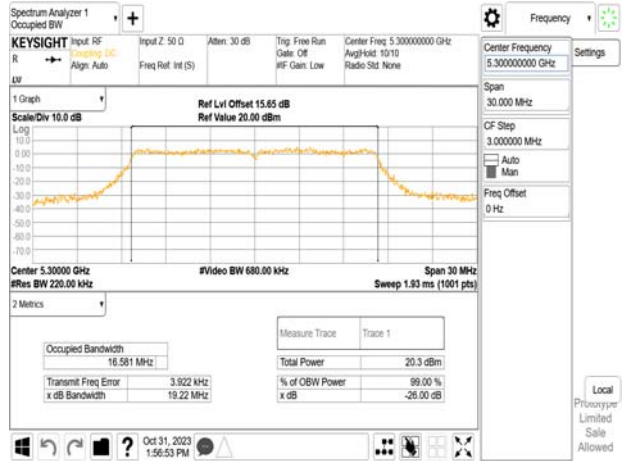 Spectrum Analyzer 1
Occupied BW
+
Frequency
KEYSIGHT
R
Input: RF
Coupling: DC
Align: Auto
Input Z: 50 Ω
Freq Ref: Int (S)
Atten: 30 dB
Trig: Free Run
Gate: Off
#IF Gain: Low
Center Freq: 5.300000000 GHz
Avg|Hold: 10/10
Radio Std: None
Center Frequency
5.300000000 GHz
Settings
Span
30.000 MHz
CF Step
3.000000 MHz
Auto
Man
Freq Offset
0 Hz
1 Graph
Scale/Div 10.0 dB
Ref Lvl Offset 15.65 dB
Ref Value 20.00 dBm
Log
10.0
0.00
-10.0
-20.0
-30.0
-40.0
-50.0
-60.0
-70.0
Center 5.30000 GHz
#Video BW 680.00 kHz
Span 30 MHz
#Res BW 220.00 kHz
Sweep 1.93 ms (1001 pts)
2 Metrics
Measure Trace
Trace 1
Occupied Bandwidth
16.581 MHz
Total Power
20.3 dBm
Transmit Freq Error
3.922 kHz
% of OBW Power
99.00 %
x dB Bandwidth
19.22 MHz
x dB
-26.00 dB
Local
Prototype
Limited
Sale
Allowed
?
Oct 31, 2023
1:56:53 PM